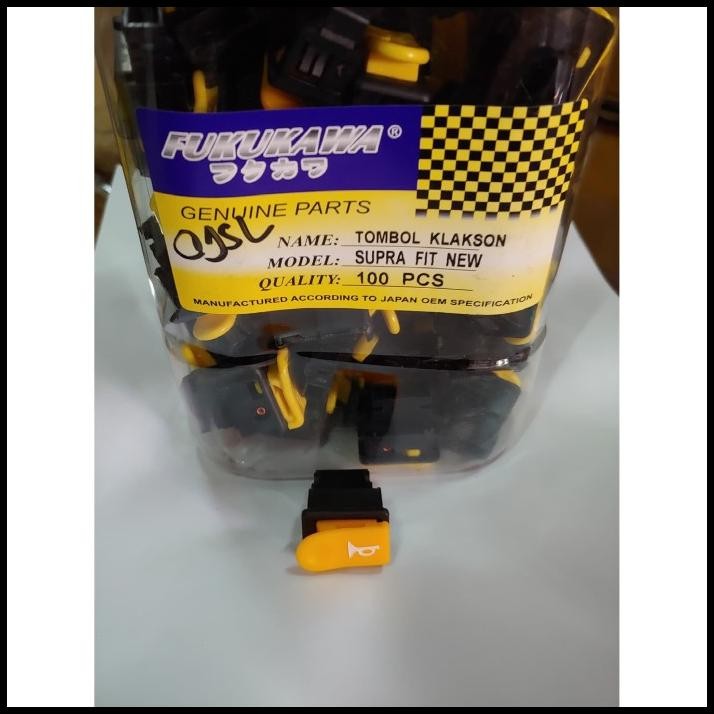 FUKUKAWA®
フクカワ
GENUINE PARTS
NAME: TOMBOL KLAKSON
MODEL: SUPRA FIT NEW
QUALITY: 100 PCS
MANUFACTURED ACCORDING TO JAPAN OEM SPECIFICATION